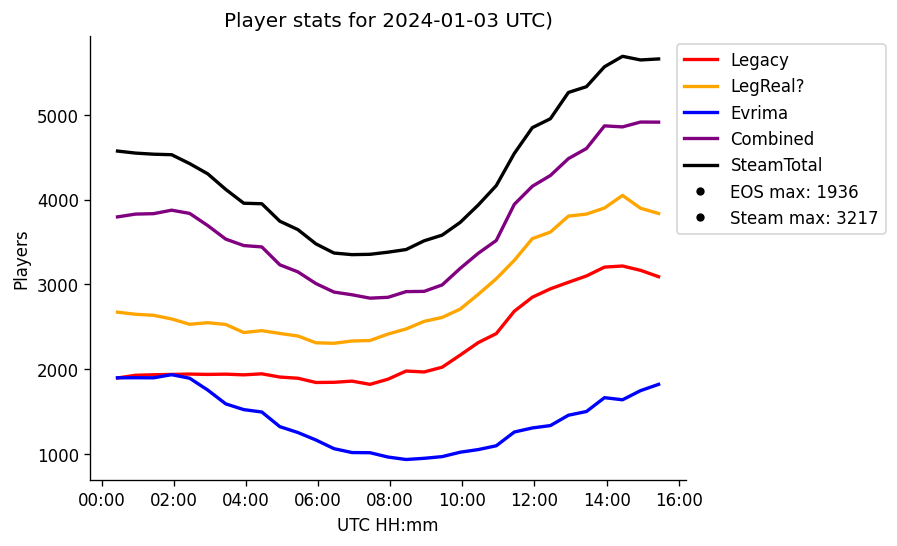 Player stats for 2024-01-03 UTC)
Legacy
LegReal?
Evrima
Combined
SteamTotal
EOS max: 1936
Steam max: 3217
Players
5000
4000
3000
2000
1000
00:00 02:00 04:00 06:00 08:00 10:00 12:00 14:00 16:00
UTC HH:mm